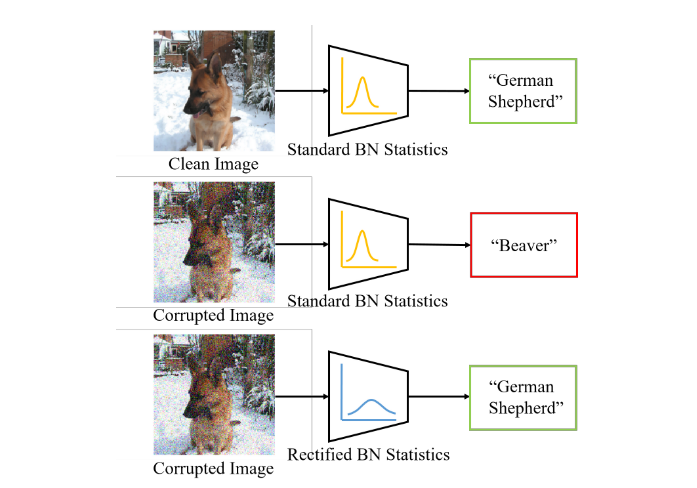 “German
Shepherd”
Clean Image
Standard BN Statistics
“Beaver”
Corrupted Image
Standard BN Statistics
“German
Shepherd”
Corrupted Image
Rectified BN Statistics